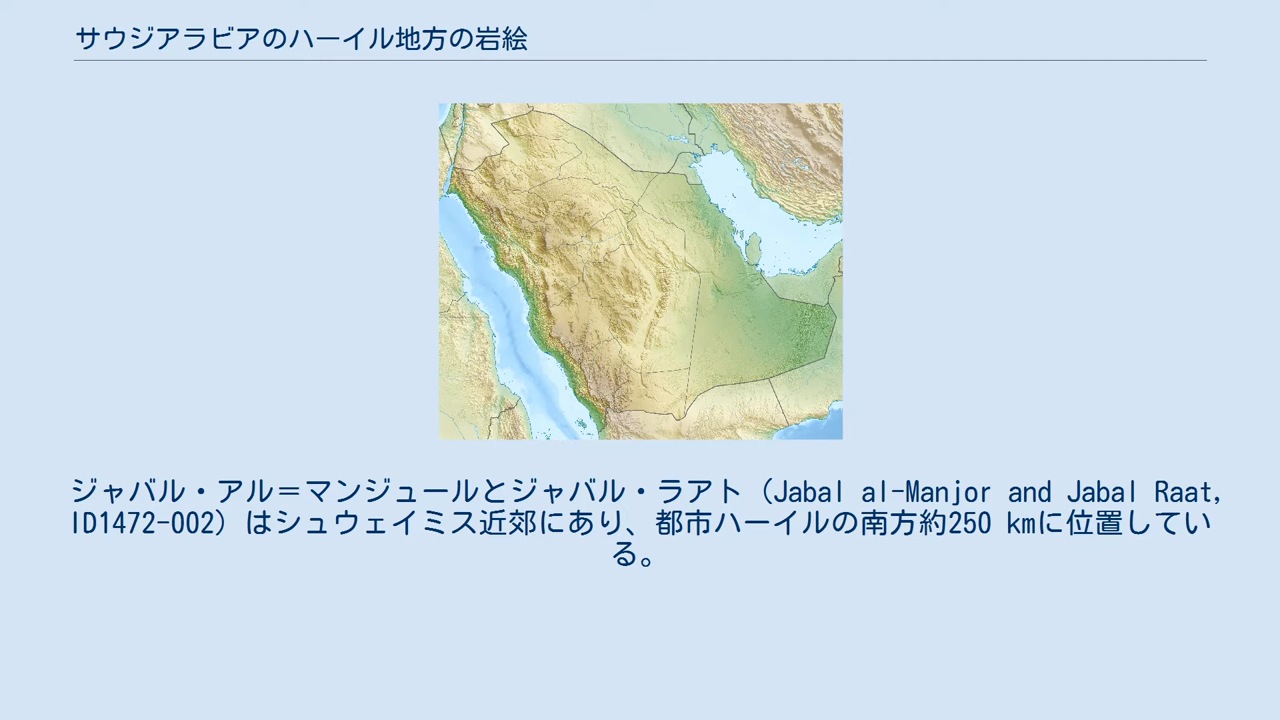 サウジアラビアのハーイル地方の岩絵
ジャバル・アル＝マンジュールとジャバル・ラアト（Jabal al-Manjor and Jabal Raat,
ID1472-002）はシュウェイミス近郊にあり、都市ハーイルの南方約250 kmに位置してい
る。